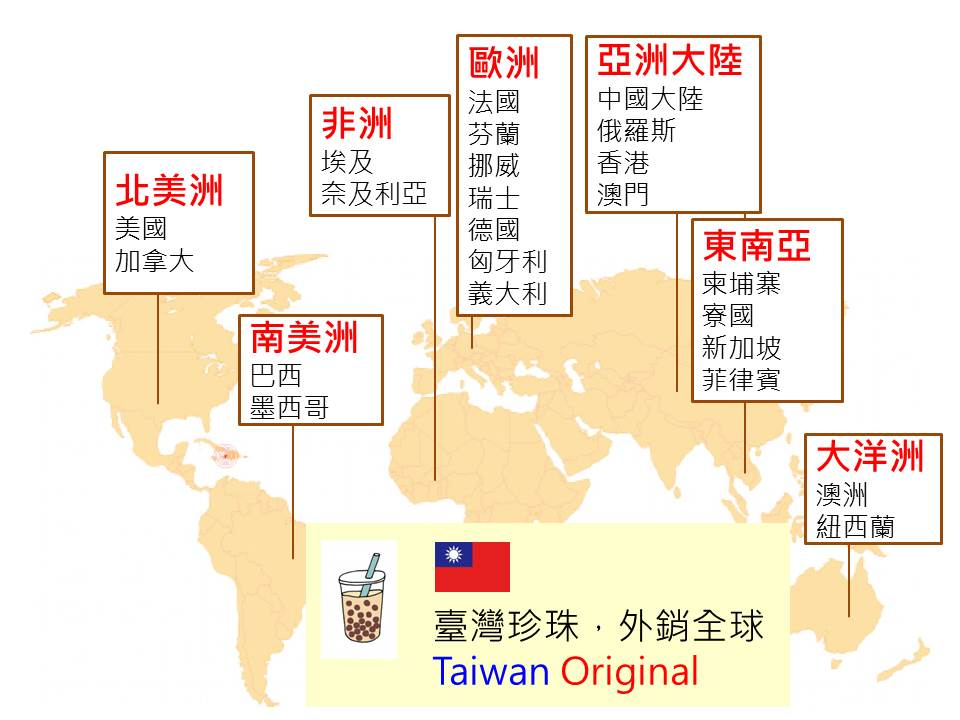 北美洲
美國
加拿大
南美洲
巴西
墨西哥
非洲
埃及
奈及利亞
歐洲
法國
芬蘭
挪威
瑞士
德國
匈牙利
義大利
亞洲大陸
中國大陸
俄羅斯
香港
澳門
東南亞
柬埔寨
寮國
新加坡
菲律賓
大洋洲
澳洲
紐西蘭
臺灣珍珠，外銷全球
Taiwan Original